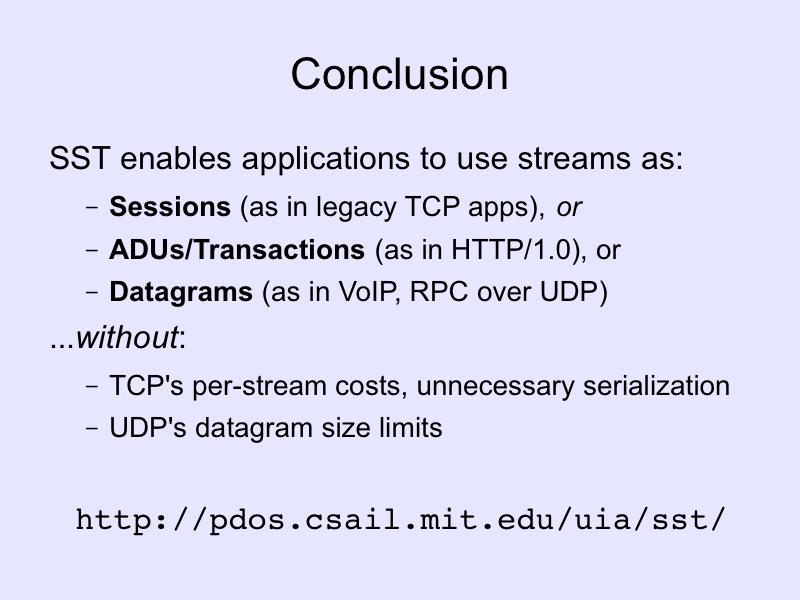 Conclusion
SST enables applications to use streams as:
– Sessions (as in legacy TCP apps), or
– ADUs/Transactions (as in HTTP/1.0), or
– Datagrams (as in VoIP, RPC over UDP)
...without:
– TCP's per-stream costs, unnecessary serialization
– UDP's datagram size limits
http://pdos.csail.mit.edu/uia/sst/